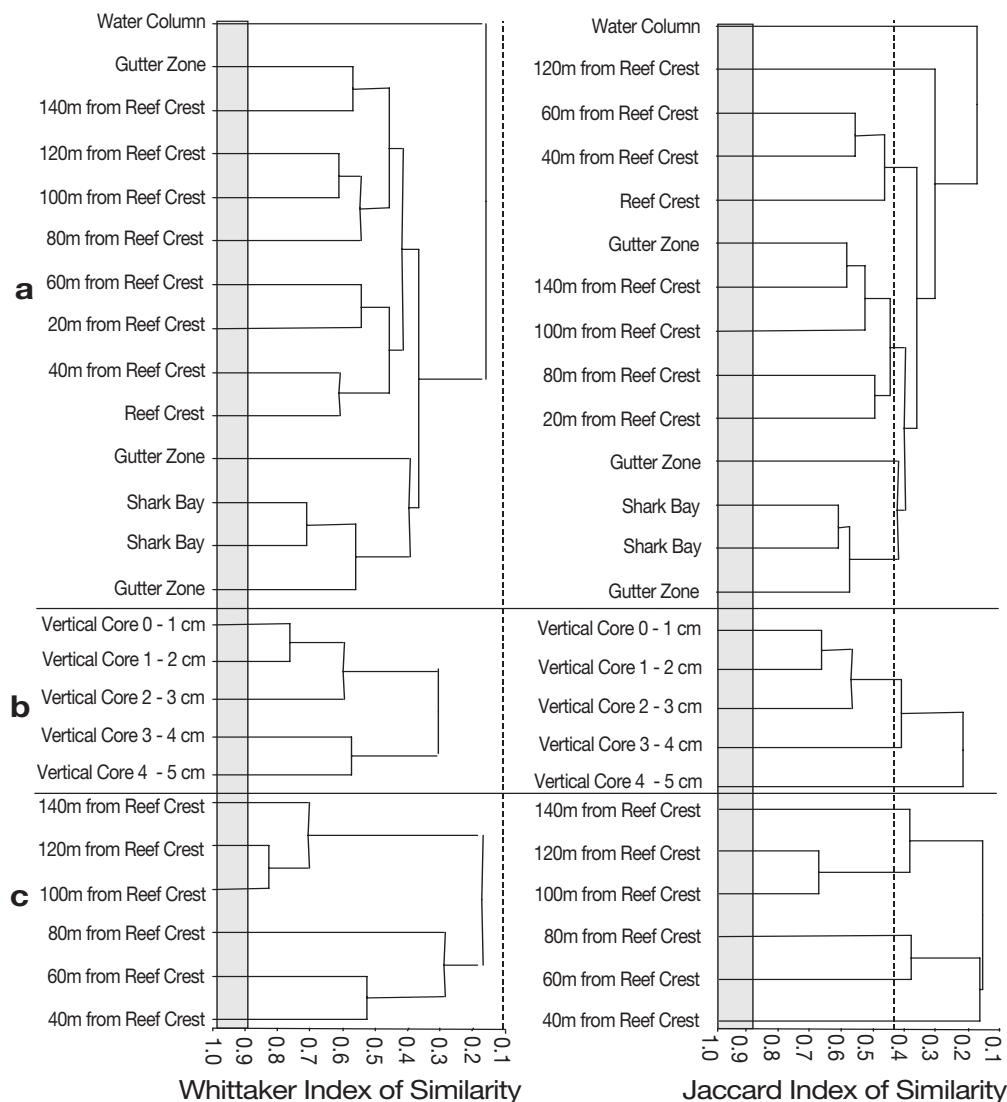 Water Column
Gutter Zone
140m from Reef Crest
120m from Reef Crest
100m from Reef Crest
80m from Reef Crest
a
60m from Reef Crest
20m from Reef Crest
40m from Reef Crest
Reef Crest
Gutter Zone
Shark Bay
Shark Bay
Gutter Zone
Vertical Core 0 - 1 cm
Vertical Core 1 - 2 cm
b
Vertical Core 2 - 3 cm
Vertical Core 3 - 4 cm
Vertical Core 4 - 5 cm
140m from Reef Crest
120m from Reef Crest
c
100m from Reef Crest
80m from Reef Crest
60m from Reef Crest
40m from Reef Crest
1.0 0.9 0.8 0.7 0.6 0.5 0.4 0.3 0.2 0.1
Whittaker Index of Similarity
Water Column
120m from Reef Crest
60m from Reef Crest
40m from Reef Crest
Reef Crest
Gutter Zone
140m from Reef Crest
100m from Reef Crest
80m from Reef Crest
20m from Reef Crest
Gutter Zone
Shark Bay
Shark Bay
Gutter Zone
Vertical Core 0 - 1 cm
Vertical Core 1 - 2 cm
Vertical Core 2 - 3 cm
Vertical Core 3 - 4 cm
Vertical Core 4 - 5 cm
140m from Reef Crest
120m from Reef Crest
100m from Reef Crest
80m from Reef Crest
60m from Reef Crest
40m from Reef Crest
1.0 0.9 0.8 0.7 0.6 0.5 0.4 0.3 0.2 0.1
Jaccard Index of Similarity